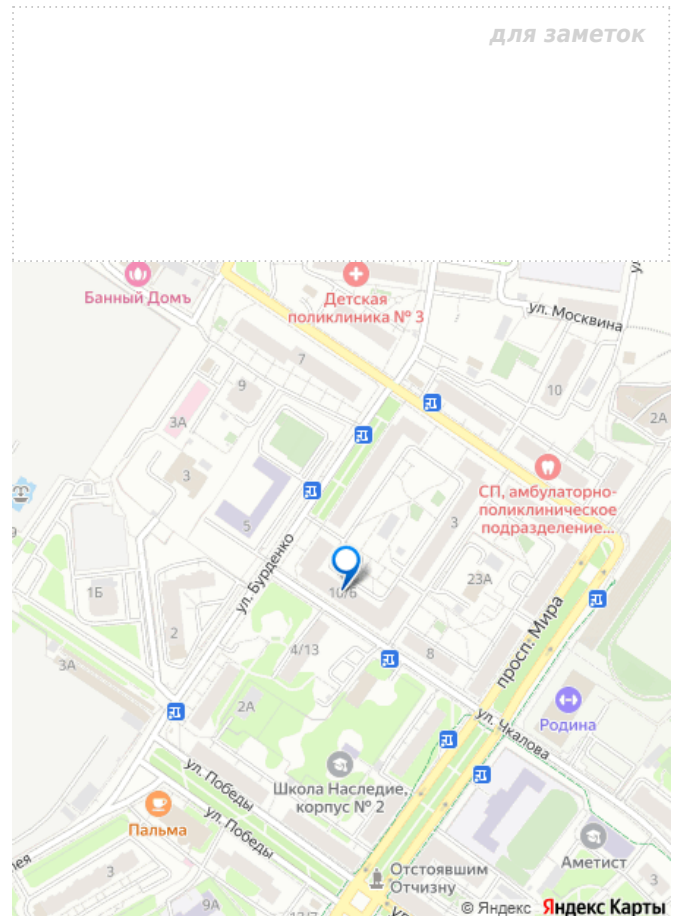 для заметок
Банный Домъ
Детская
поликлиника № 3
ул. Москвина
7
9
10
3А
2А
3
СП, амбулаторно-
поликлиническое
подразделение...
5
3
ул. Бурденко
10/6
23А
1Б
2
4/13
8
просп. Мира
3А
2А
Родина
ул. Чкалова
ул. Победы
Школа Наследие,
корпус № 2
Пальма
ул. Победы
Аметист
3
Отстоявшим
Отчизну
3
9А
© Яндекс Яндекс Карты